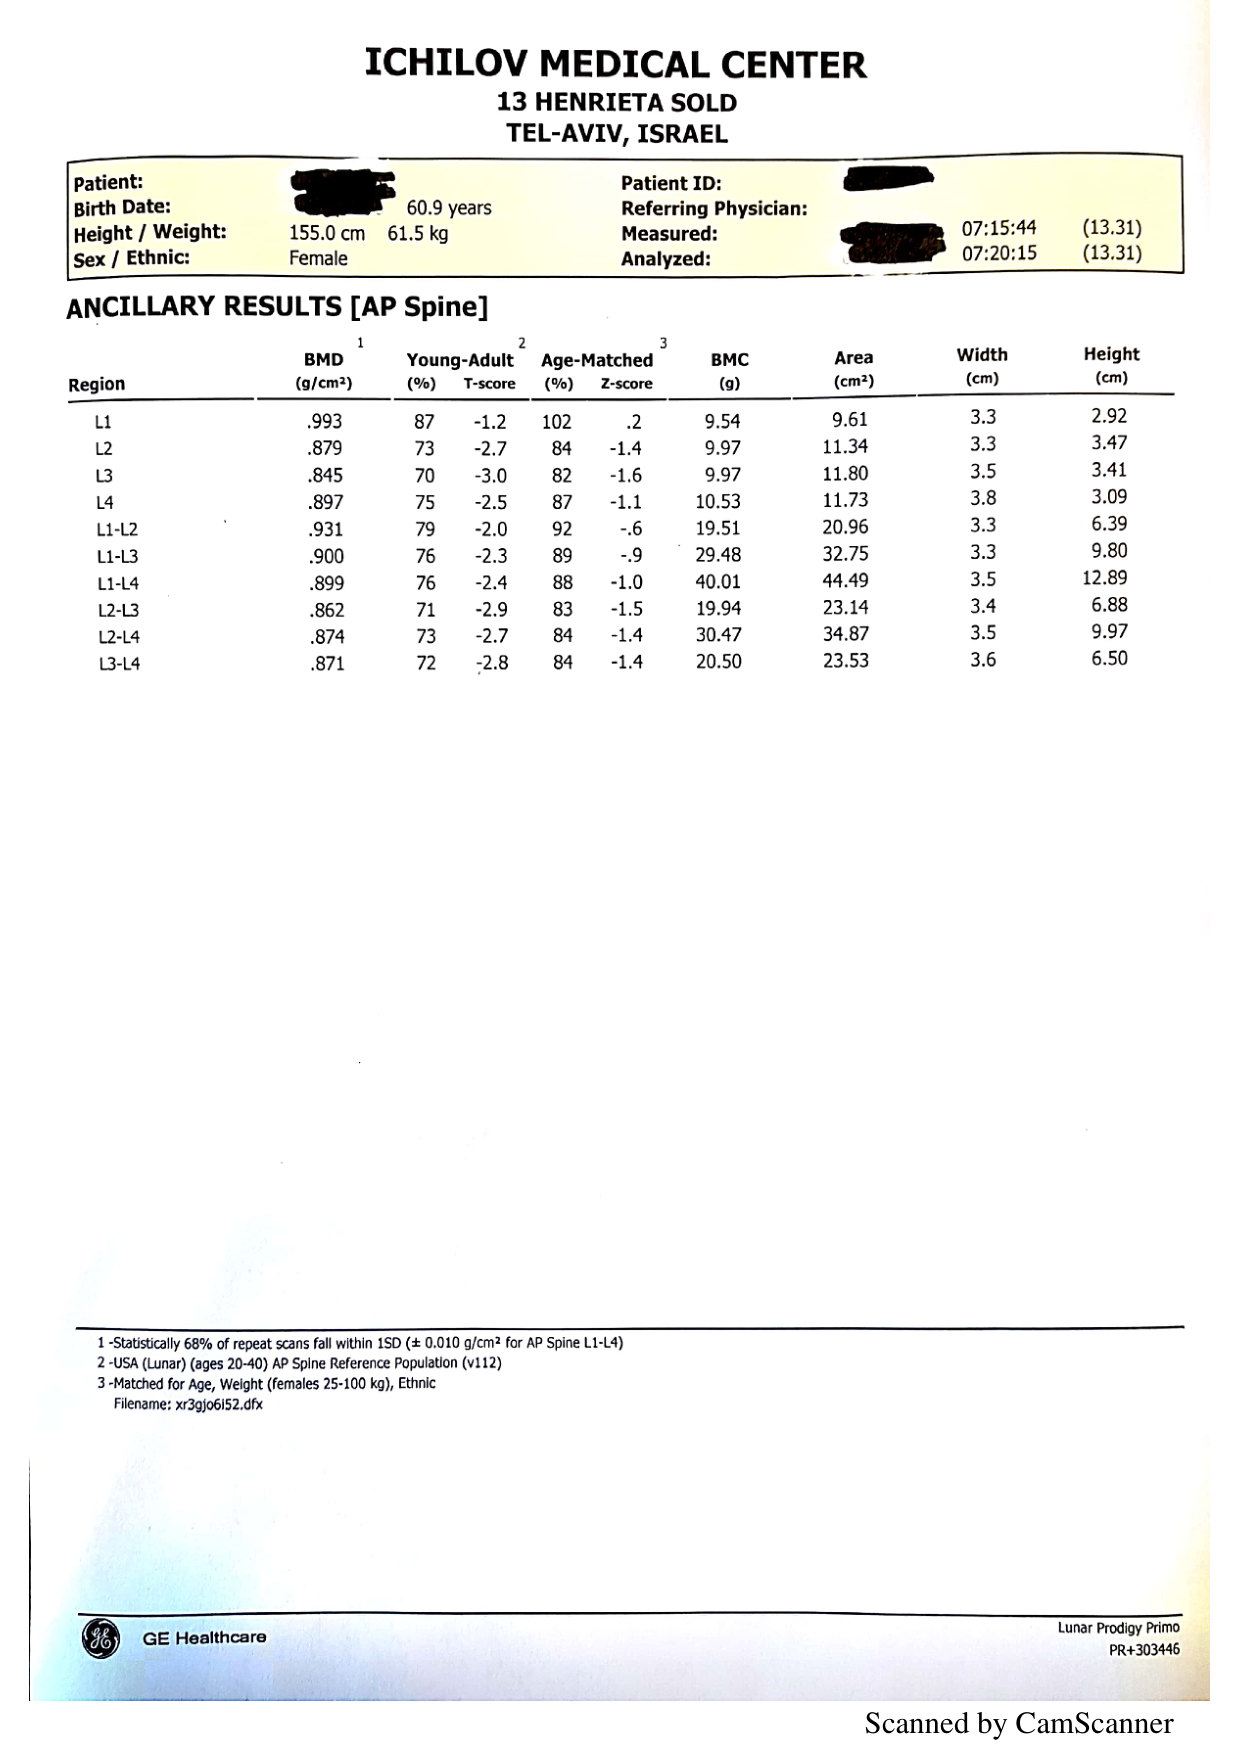 ICHILOV MEDICAL CENTER
13 HENRIETA SOLD
TEL-AVIV, ISRAEL
Patient: Patient ID:
Birth Date: 60.9 years Referring Physician:
Height / Weight: 155.0 cm 61.5 kg Measured: 07:15:44 (13.31)
Sex / Ethnic: Female Analyzed: 07:20:15 (13.31)
ANCILLARY RESULTS [AP Spine]
1 2 3
BMD Young-Adult Age-Matched BMC Area Width Height
Region (g/cm²) (%) T-score (%) Z-score (g) (cm²) (cm) (cm)
L1 .993 87 -1.2 102 .2 9.54 9.61 3.3 2.92
L2 .879 73 -2.7 84 -1.4 9.97 11.34 3.3 3.47
L3 .845 70 -3.0 82 -1.6 9.97 11.80 3.5 3.41
L4 .897 75 -2.5 87 -1.1 10.53 11.73 3.8 3.09
L1-L2 .931 79 -2.0 92 -.6 19.51 20.96 3.3 6.39
L1-L3 .900 76 -2.3 89 -.9 29.48 32.75 3.3 9.80
L1-L4 .899 76 -2.4 88 -1.0 40.01 44.49 3.5 12.89
L2-L3 .862 71 -2.9 83 -1.5 19.94 23.14 3.4 6.88
L2-L4 .874 73 -2.7 84 -1.4 30.47 34.87 3.5 9.97
L3-L4 .871 72 -2.8 84 -1.4 20.50 23.53 3.6 6.50
1 -Statistically 68% of repeat scans fall within 1SD (± 0.010 g/cm² for AP Spine L1-L4)
2 -USA (Lunar) (ages 20-40) AP Spine Reference Population (v112)
3 -Matched for Age, Weight (females 25-100 kg), Ethnic
Filename: xr3gjo6i52.dfx
GE Healthcare
Lunar Prodigy Primo
PR+303446
Scanned by CamScanner